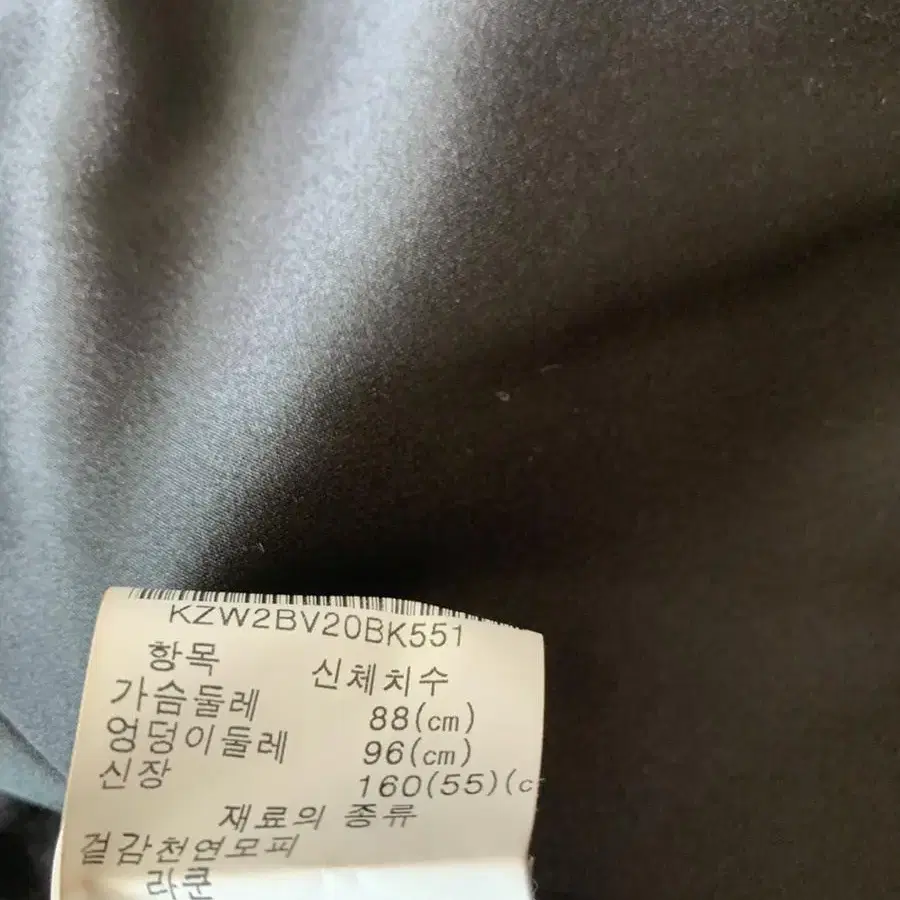 KZW2BV20BK551
항목 신체치수
가슴둘레 88(cm)
엉덩이둘레 96(cm)
신장 160(55)(c
재료의 종류
겉감천연모피
라쿤